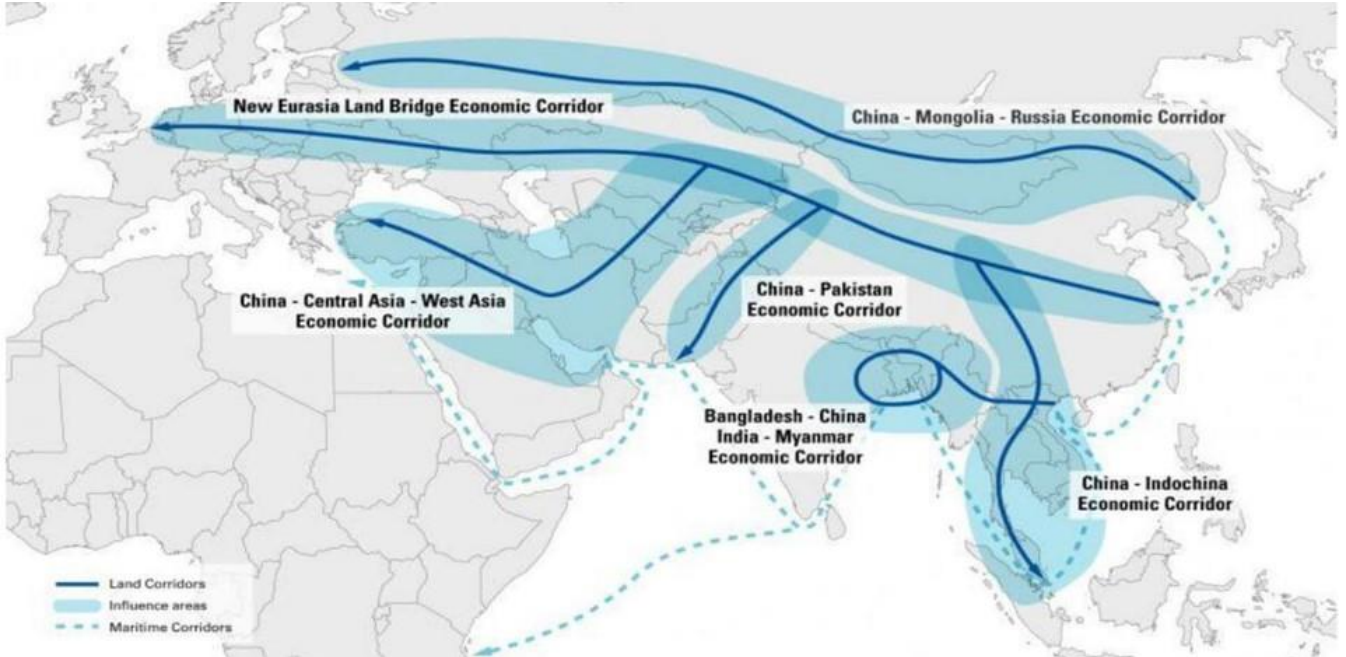 New Eurasia Land Bridge Economic Corridor
China - Mongolia - Russia Economic Corridor
China - Central Asia - West Asia
Economic Corridor
China - Pakistan
Economic Corridor
Bangladesh - China
India - Myanmar
Economic Corridor
China - Indochina
Economic Corridor
Land Corridors
Influence areas
Maritime Corridors